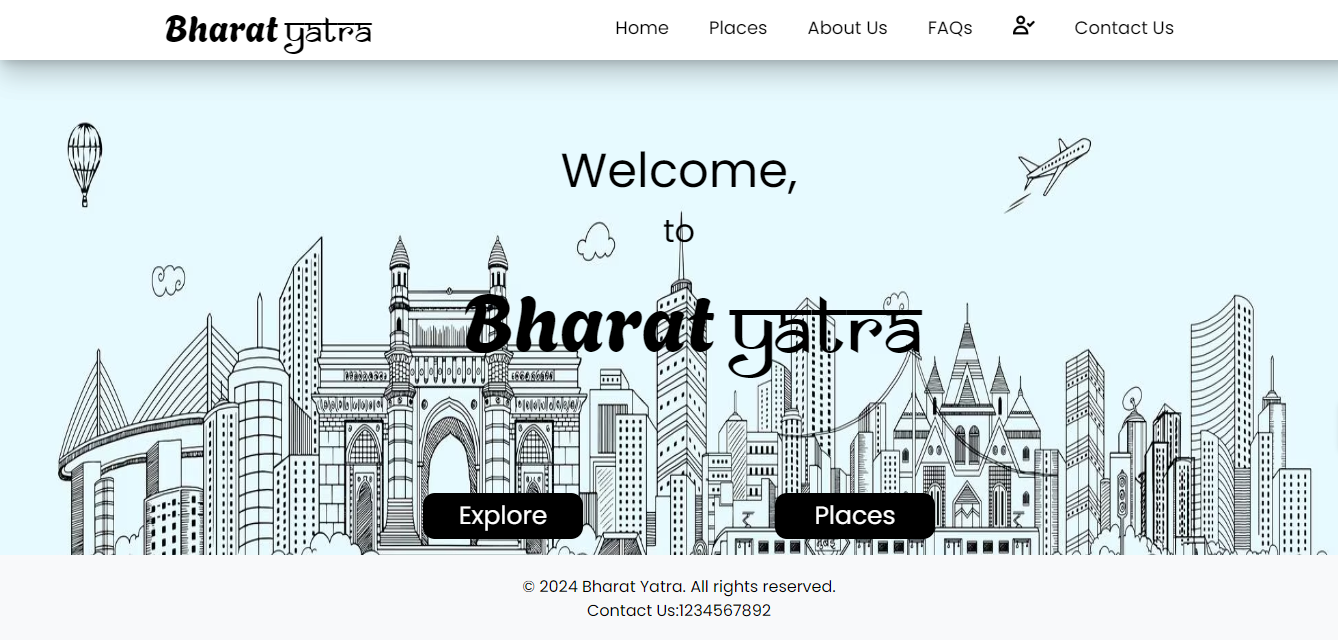 Bharat yatra
Home Places About Us FAQs Contact Us
Welcome,
to
Bharat yatra
Explore Places
© 2024 Bharat Yatra. All rights reserved.
Contact Us:1234567892